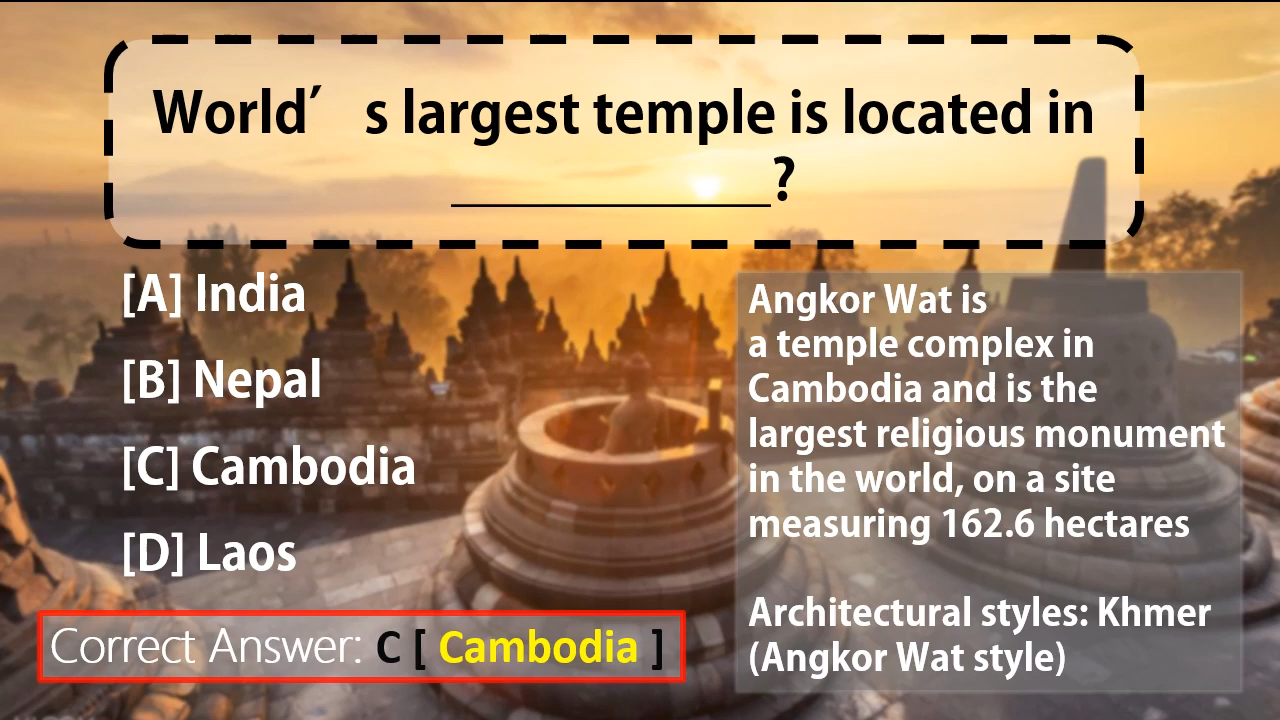 World′ s largest temple is located in
____________?
[A] India
[B] Nepal
[C] Cambodia
[D] Laos
Correct Answer: C [ Cambodia ]
Angkor Wat is
a temple complex in
Cambodia and is the
largest religious monument
in the world, on a site
measuring 162.6 hectares
Architectural styles: Khmer
(Angkor Wat style)